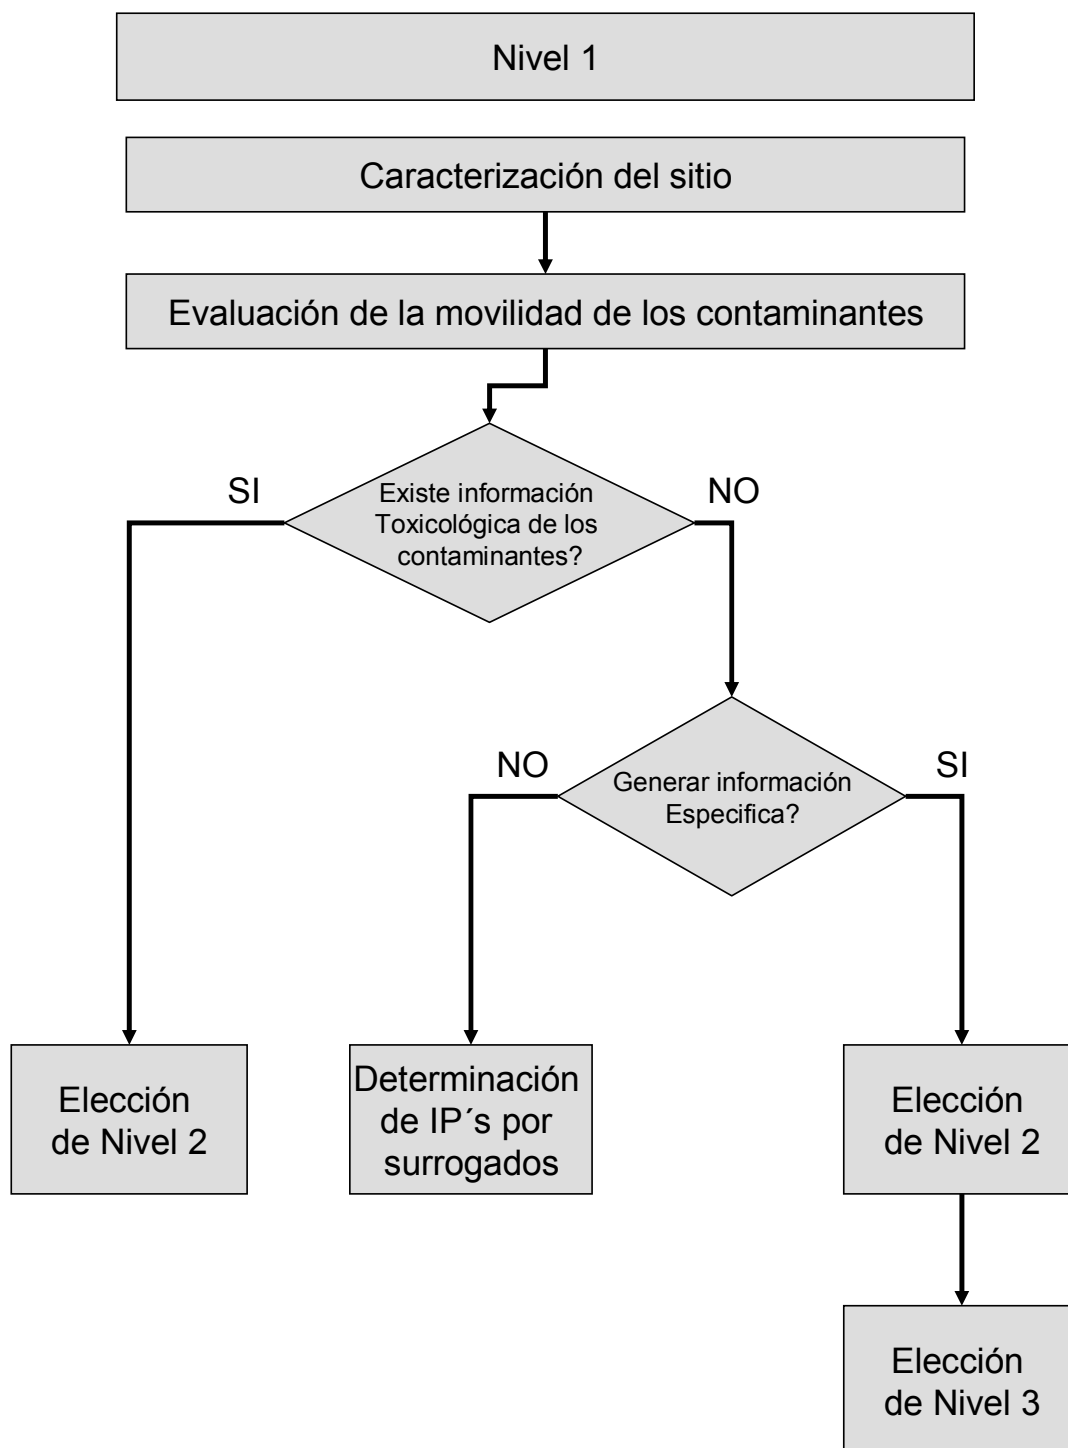 Nivel 1
Caracterización del sitio
Evaluación de la movilidad de los contaminantes
SI
NO
Existe información
Toxicológica de los
contaminantes?
NO
SI
Generar información
Especifica?
Elección
de Nivel 2
Determinación
de IP´s por
surrogados
Elección
de Nivel 2
Elección
de Nivel 3